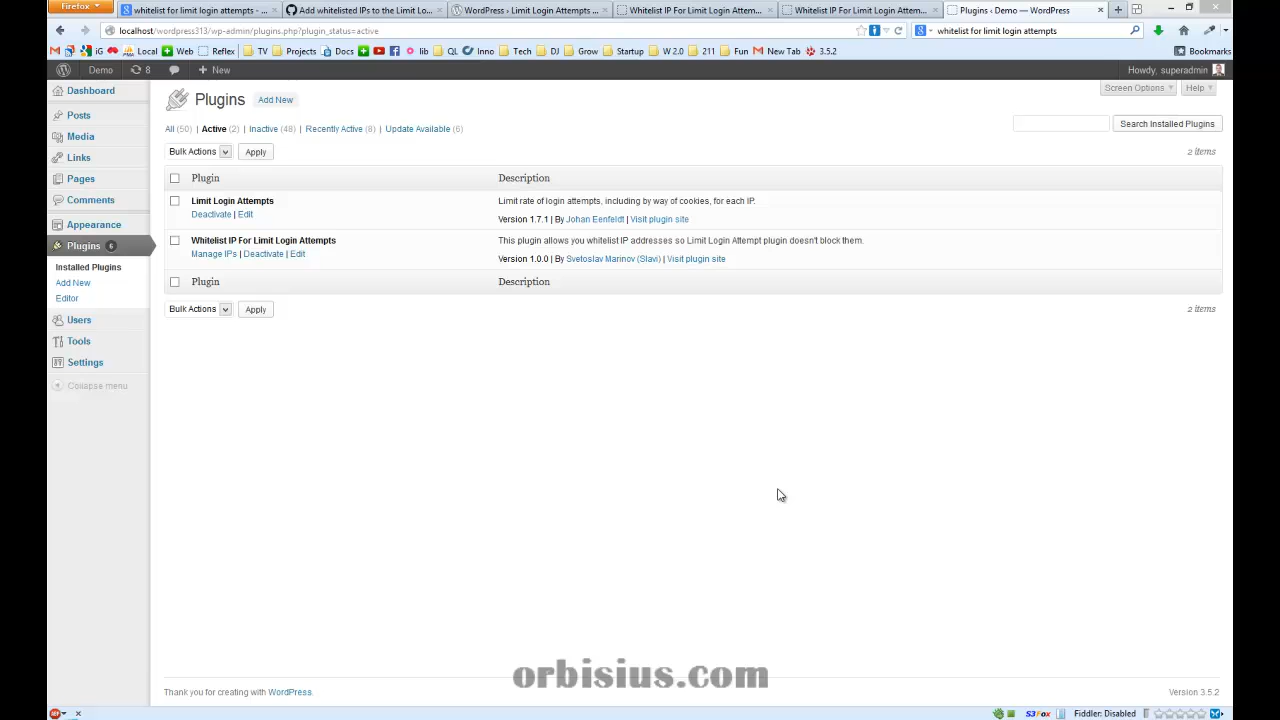 Firefox
whitelist for limit login attempts - ...
Add whitelisted IPs to the Limit Lo...
WordPress › Limit Login Attempts ...
Whitelist IP For Limit Login Attem...
Whitelist IP For Limit Login Attem...
Plugins ‹ Demo — WordPress
localhost/wordpress313/wp-admin/plugins.php?plugin_status=active
whitelist for limit login attempts
iG
Local
Web
Reflex
TV
Projects
Docs
lib
QL
Inno
Tech
DJ
Grow
Startup
W 2.0
211
Fun
New Tab
3.5.2
Bookmarks
Demo
8
New
Howdy, superadmin
Dashboard
Posts
Media
Links
Pages
Comments
Appearance
Plugins 6
Installed Plugins
Add New
Editor
Users
Tools
Settings
Collapse menu
Screen Options
Help
Plugins Add New
All (50) | Active (2) | Inactive (48) | Recently Active (8) | Update Available (6)
Search Installed Plugins
Bulk Actions Apply
2 items
Plugin Description
Limit Login Attempts
Deactivate | Edit
Limit rate of login attempts, including by way of cookies, for each IP.
Version 1.7.1 | By Johan Eenfeldt | Visit plugin site
Whitelist IP For Limit Login Attempts
Manage IPs | Deactivate | Edit
This plugin allows you whitelist IP addresses so Limit Login Attempt plugin doesn't block them.
Version 1.0.0 | By Svetoslav Marinov (Slavi) | Visit plugin site
Plugin Description
Bulk Actions Apply
2 items
orbisius.com
Thank you for creating with WordPress.
Version 3.5.2
S3Fox
Fiddler: Disabled